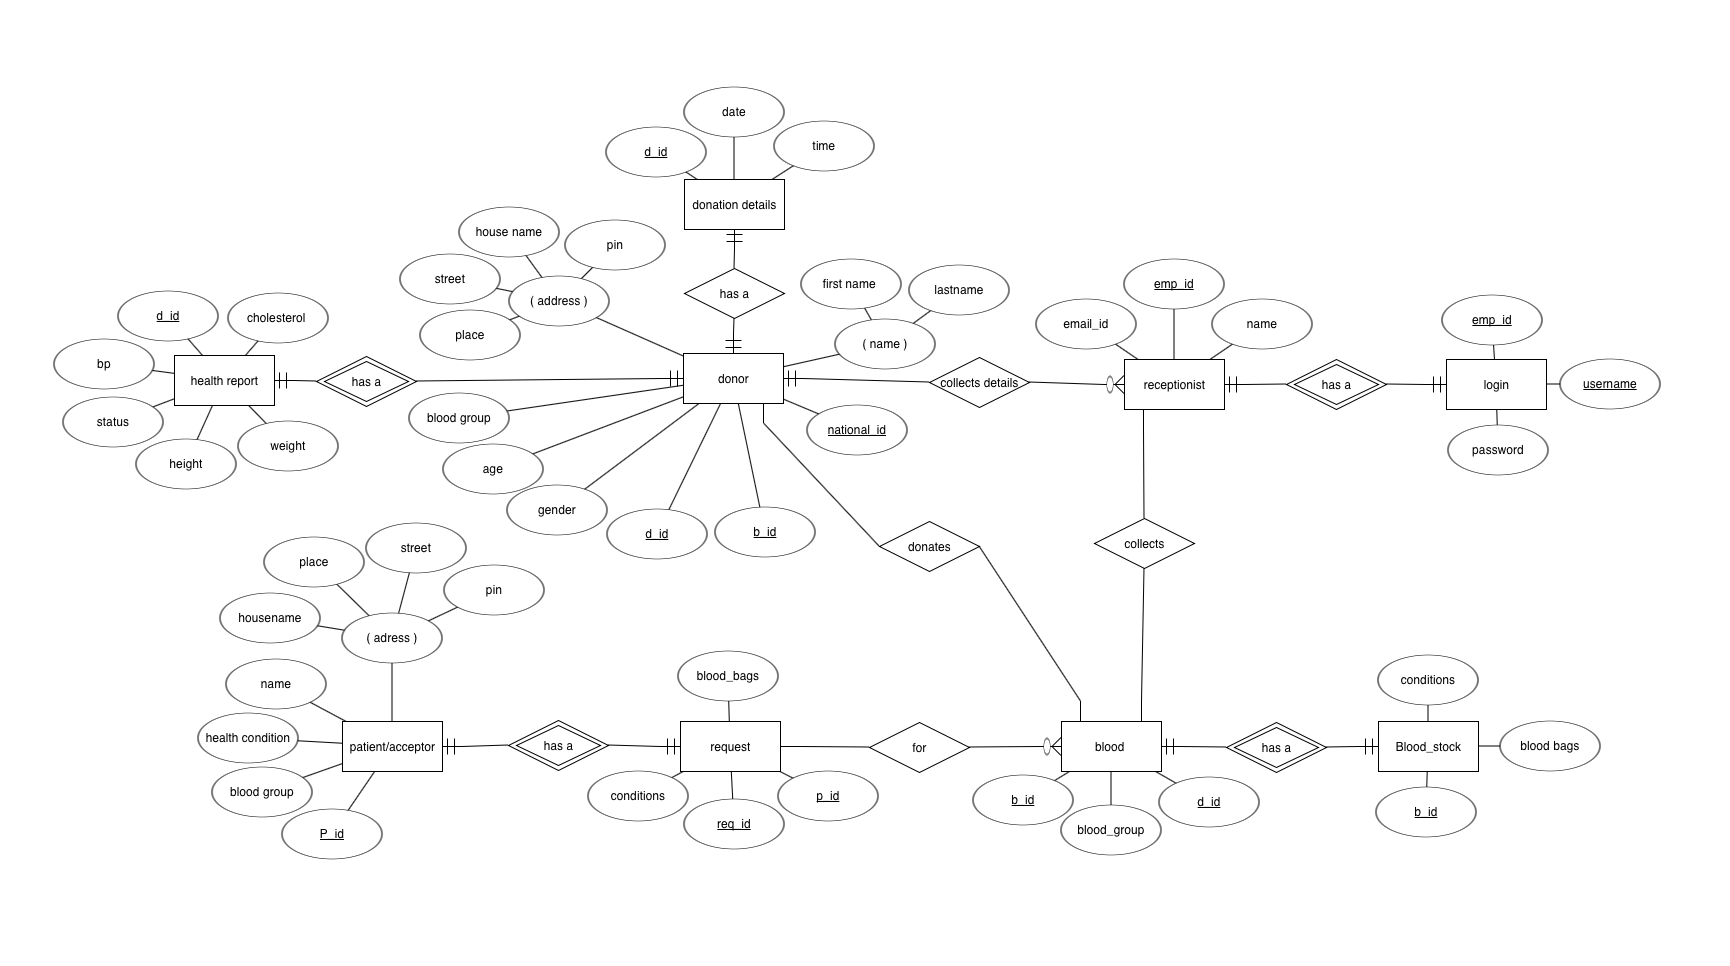 date
d_id
time
donation details
house name
pin
street
( address )
place
has a
first name
lastname
( name )
emp_id
email_id
name
emp_id
d_id
cholesterol
bp
health report
has a
donor
collects details
receptionist
has a
login
username
status
height
weight
blood group
age
gender
d_id
b_id
national_id
password
donates
collects
place
street
pin
housename
( adress )
name
health condition
patient/acceptor
blood group
P_id
has a
blood_bags
request
conditions
req_id
p_id
for
blood
b_id
blood_group
d_id
has a
conditions
Blood_stock
blood bags
b_id